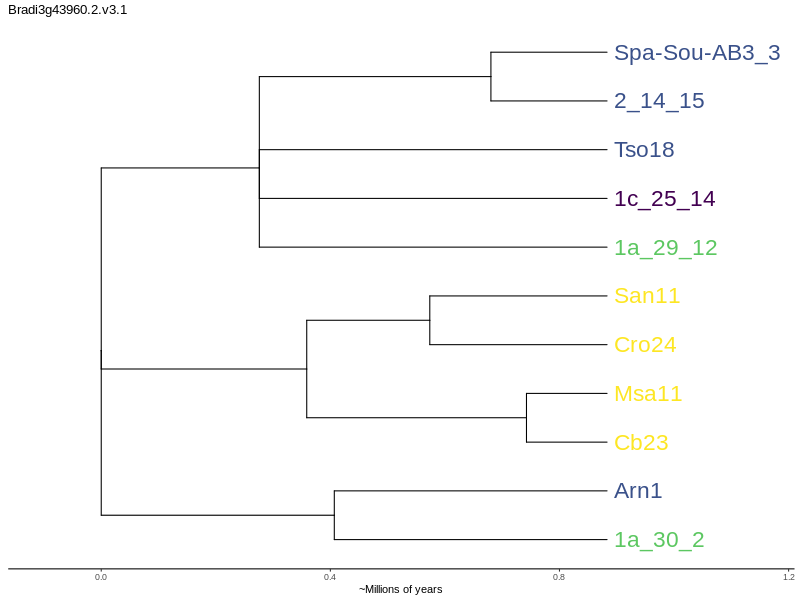 Bradi3g43960.2.v3.1
Spa-Sou-AB3_3
2_14_15
Tso18
1c_25_14
1a_29_12
San11
Cro24
Msa11
Cb23
Arn1
1a_30_2
0.0 0.4 0.8 1.2
~Millions of years